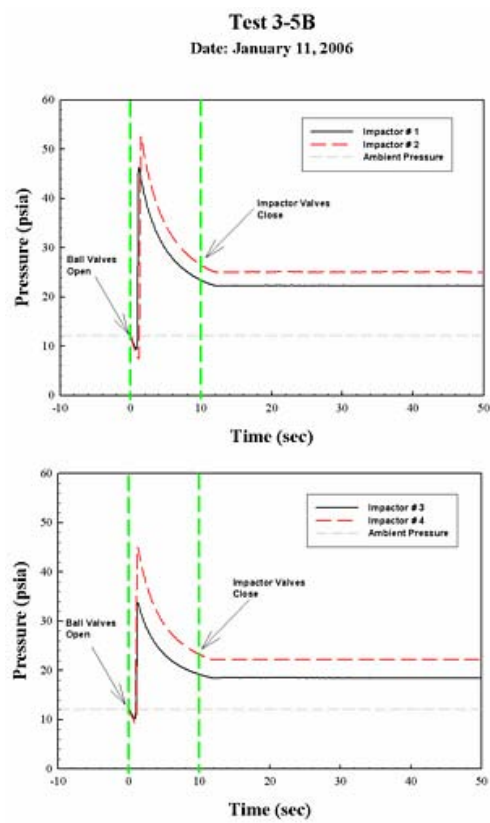 Test 3-5B
Date: January 11, 2006
60
50
40
30
20
10
0
Pressure (psia)
Impactor # 1
Impactor # 2
Ambient Pressure
Impactor Valves
Close
Ball Valves
Open
-10 0 10 20 30 40 50
Time (sec)
60
50
40
30
20
10
0
Pressure (psia)
Impactor # 3
Impactor # 4
Ambient Pressure
Impactor Valves
Close
Ball Valves
Open
-10 0 10 20 30 40 50
Time (sec)